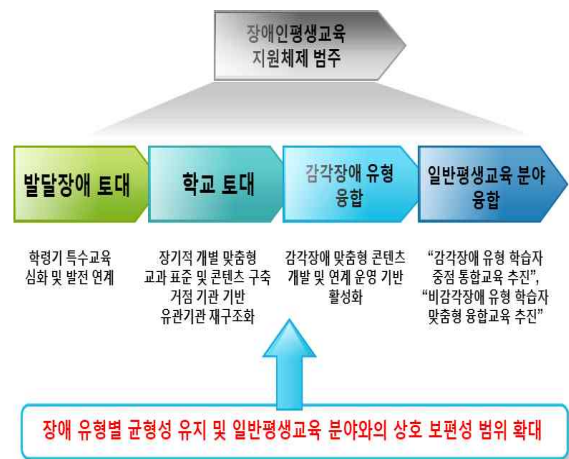 장애인평생교육
지원체제 범주
발달장애 토대
학교 토대
감각장애 유형
융합
일반평생교육 분야
융합
학령기 특수교육
심화 및 발전 연계
장기적 개별 맞춤형
교과 표준 및 콘텐츠 구축
거점 기관 기반
유관기관 재구조화
감각장애 맞춤형 콘텐츠
개발 및 연계 운영 기반
활성화
“감각장애 유형 학습자
중점 통합교육 추진”,
“비감각장애 유형 학습자
맞춤형 융합교육 추진”
장애 유형별 균형성 유지 및 일반평생교육 분야와의 상호 보편성 범위 확대